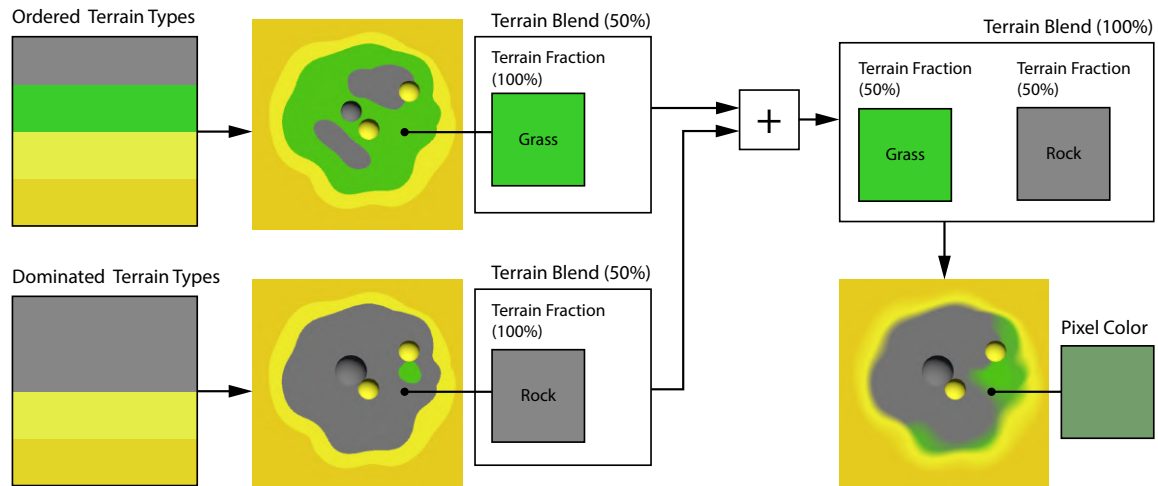 Ordered Terrain Types
Terrain Blend (50%)
Terrain Fraction
(100%)
Grass
+
Terrain Blend (100%)
Terrain Fraction
(50%)
Grass
Terrain Fraction
(50%)
Rock
Dominated Terrain Types
Terrain Blend (50%)
Terrain Fraction
(100%)
Rock
Pixel Color